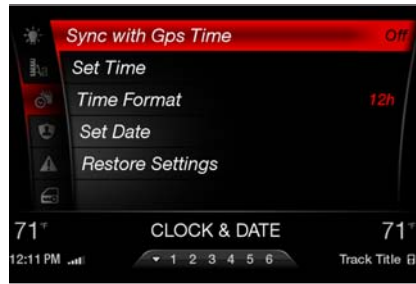 Sync with Gps Time Off
Set Time
Aa
Time Format 12h
Set Date
Restore Settings
71°F CLOCK & DATE 71°F
12:11 PM 1 2 3 4 5 6 Track Title